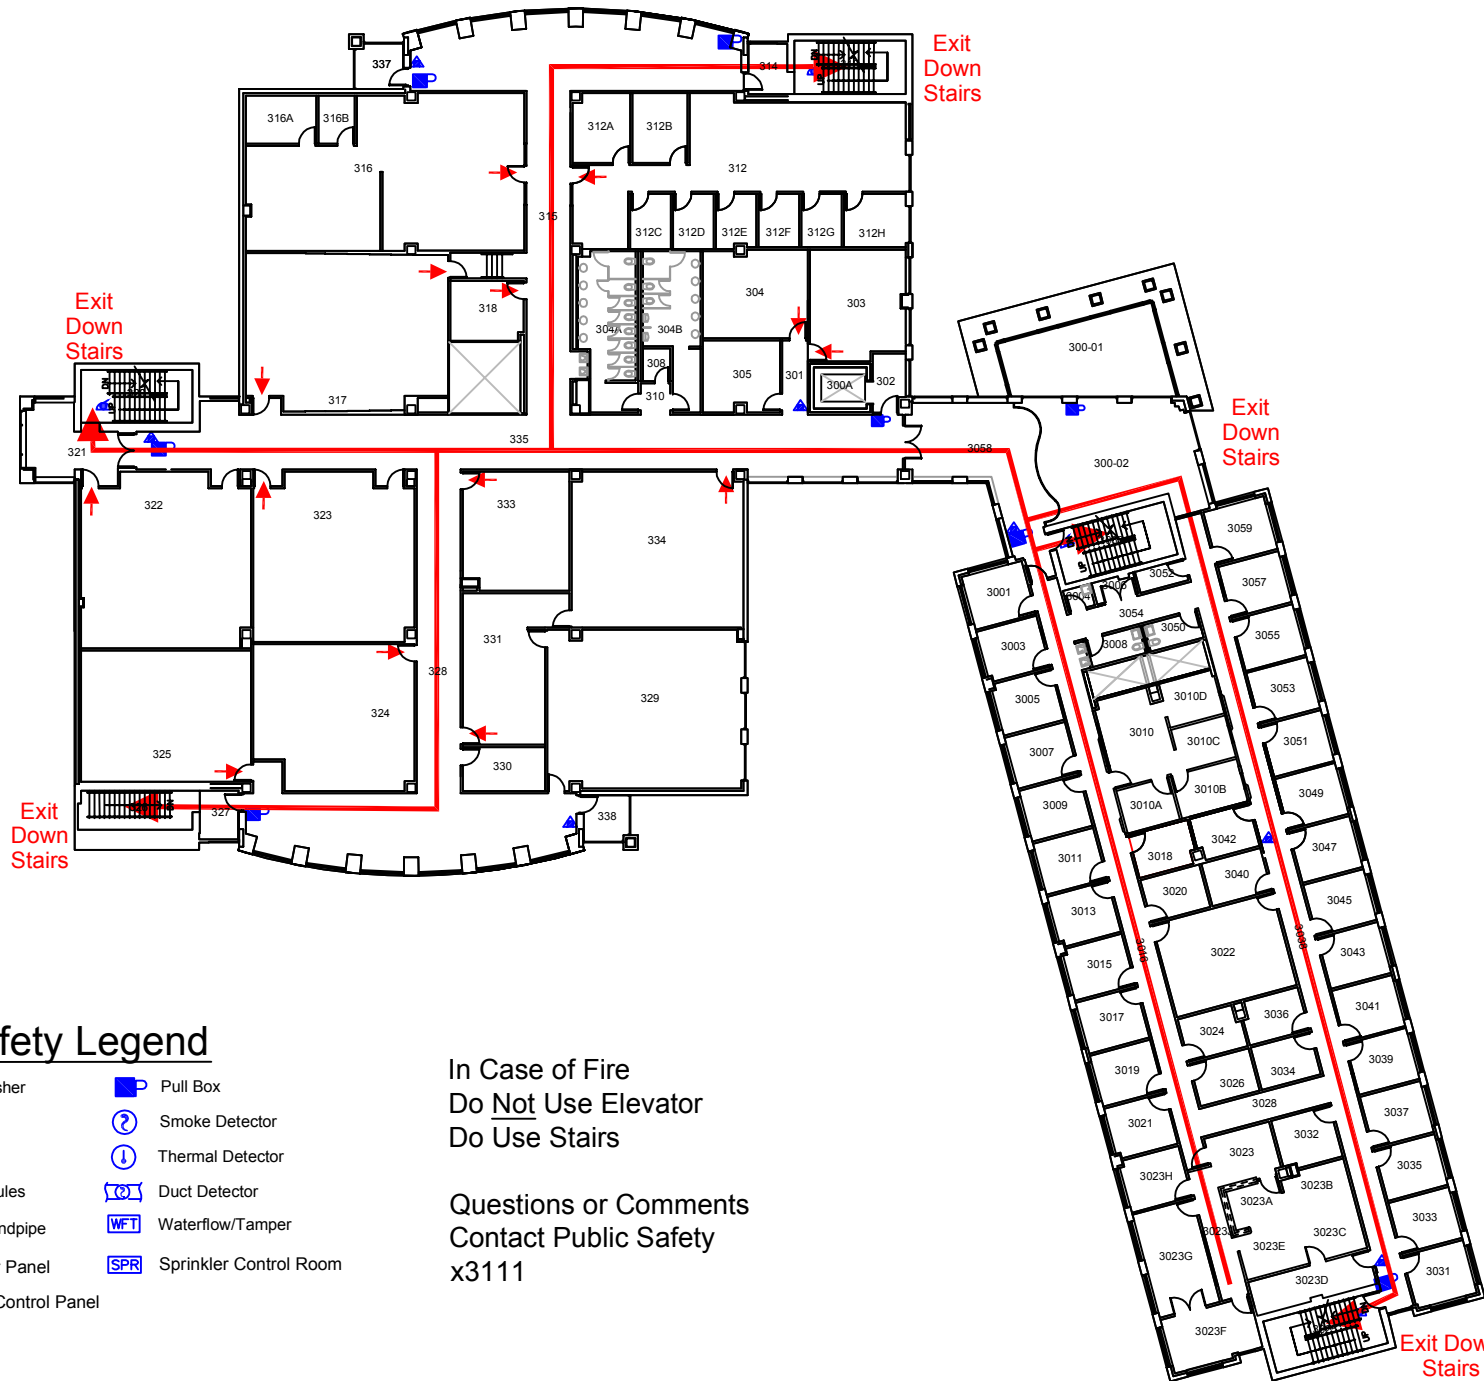 Exit
Down
Stairs
337
314
316A
316B
312A
312B
316
312
315
312C
312D
312E
312F
312G
312H
304
303
318
304A
304B
308
305
301
300A
302
310
317
Exit
Down
Stairs
321
335
3058
300-01
300-02
Exit
Down
Stairs
322
323
333
334
331
328
324
329
325
330
327
338
Exit
Down
Stairs
3059
3057
3055
3053
3051
3049
3047
3045
3043
3041
3039
3037
3035
3033
3031
3001
3003
3005
3007
3009
3011
3013
3015
3017
3019
3021
3023H
3023G
3023F
3004
3006
3052
3054
3050
3008
3010D
3010
3010C
3010B
3010A
3042
3018
3040
3020
3022
3038
3036
3024
3034
3026
3028
3032
3023
3023B
3023A
3023C
3023E
3023D
DN
UP
Exit Dow
Stairs
fety Legend
sher
Pull Box
Smoke Detector
Thermal Detector
ules
Duct Detector
ndpipe
WFT Waterflow/Tamper
Panel
SPR Sprinkler Control Room
Control Panel
In Case of Fire
Do Not Use Elevator
Do Use Stairs
Questions or Comments
Contact Public Safety
x3111